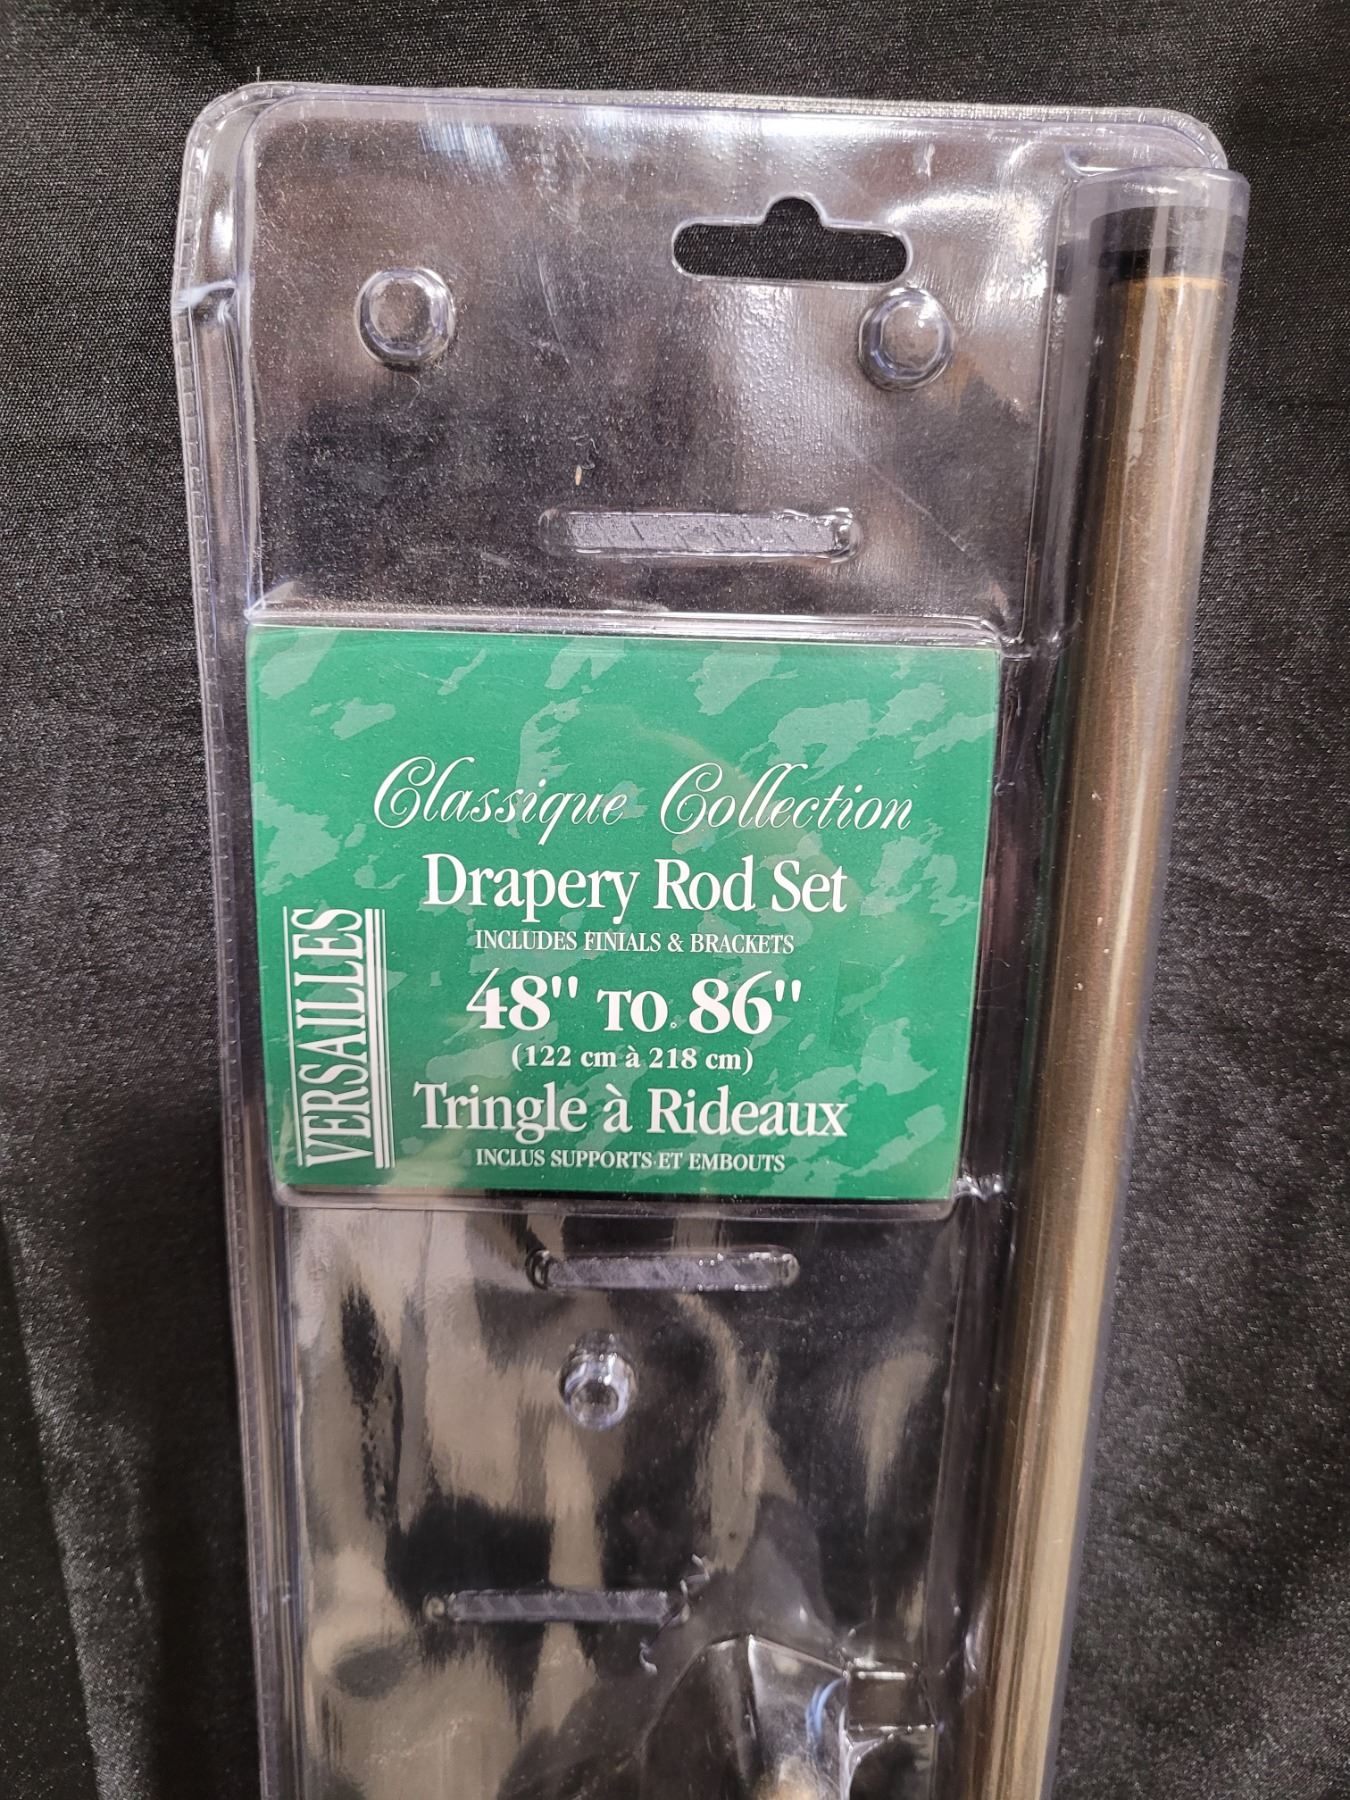 Classique Collection
Drapery Rod Set
INCLUDES FINIALS & BRACKETS
48" TO 86"
(122 cm à 218 cm)
Tringle à Rideaux
INCLUS SUPPORTS ET EMBOUTS
VERSAILLES